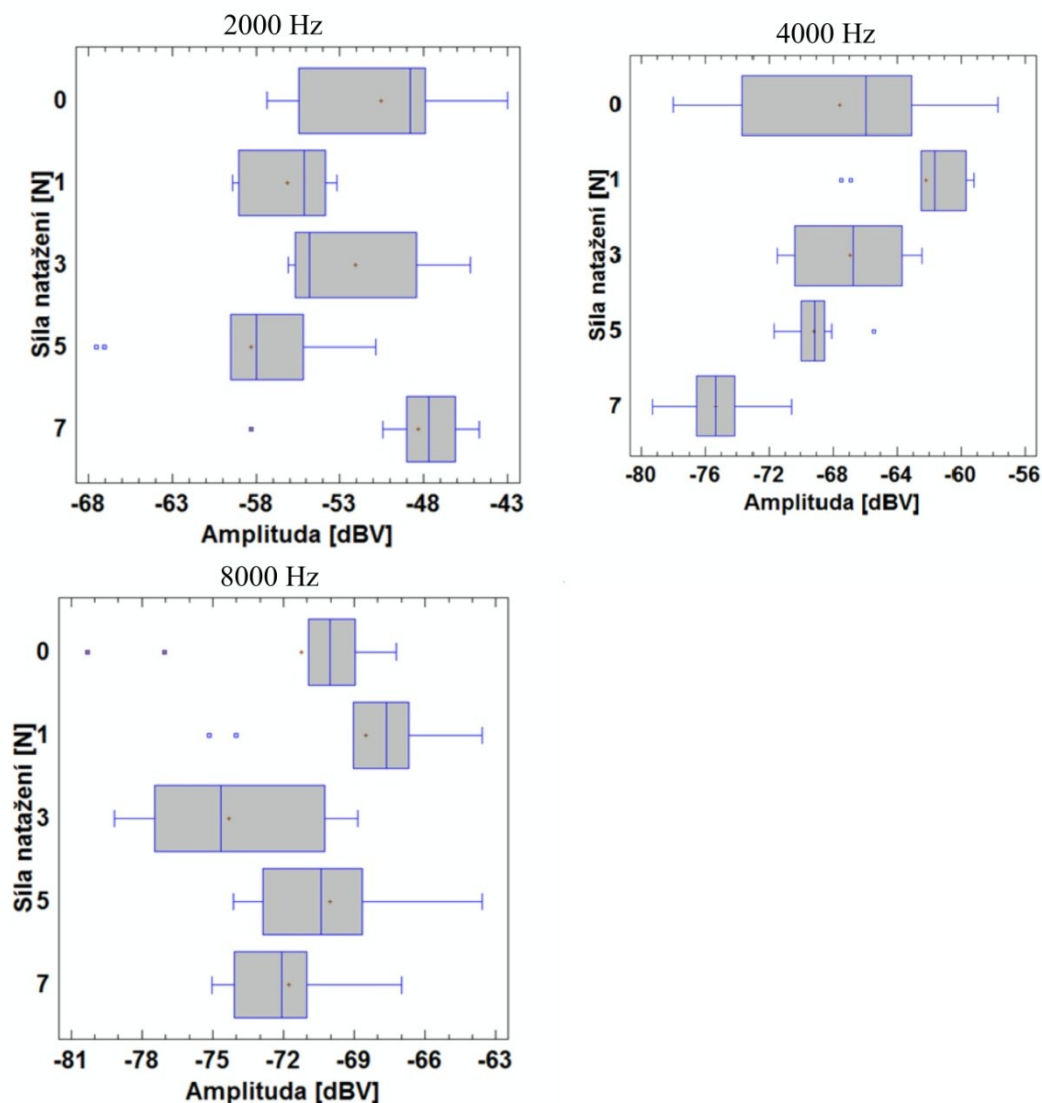 2000 Hz
Síla natažení [N]
0
1
3
5
7
-68 -63 -58 -53 -48 -43
Amplituda [dBV]
4000 Hz
Síla natažení [N]
0
1
3
5
7
-80 -76 -72 -68 -64 -60 -56
Amplituda [dBV]
8000 Hz
Síla natažení [N]
0
1
3
5
7
-81 -78 -75 -72 -69 -66 -63
Amplituda [dBV]